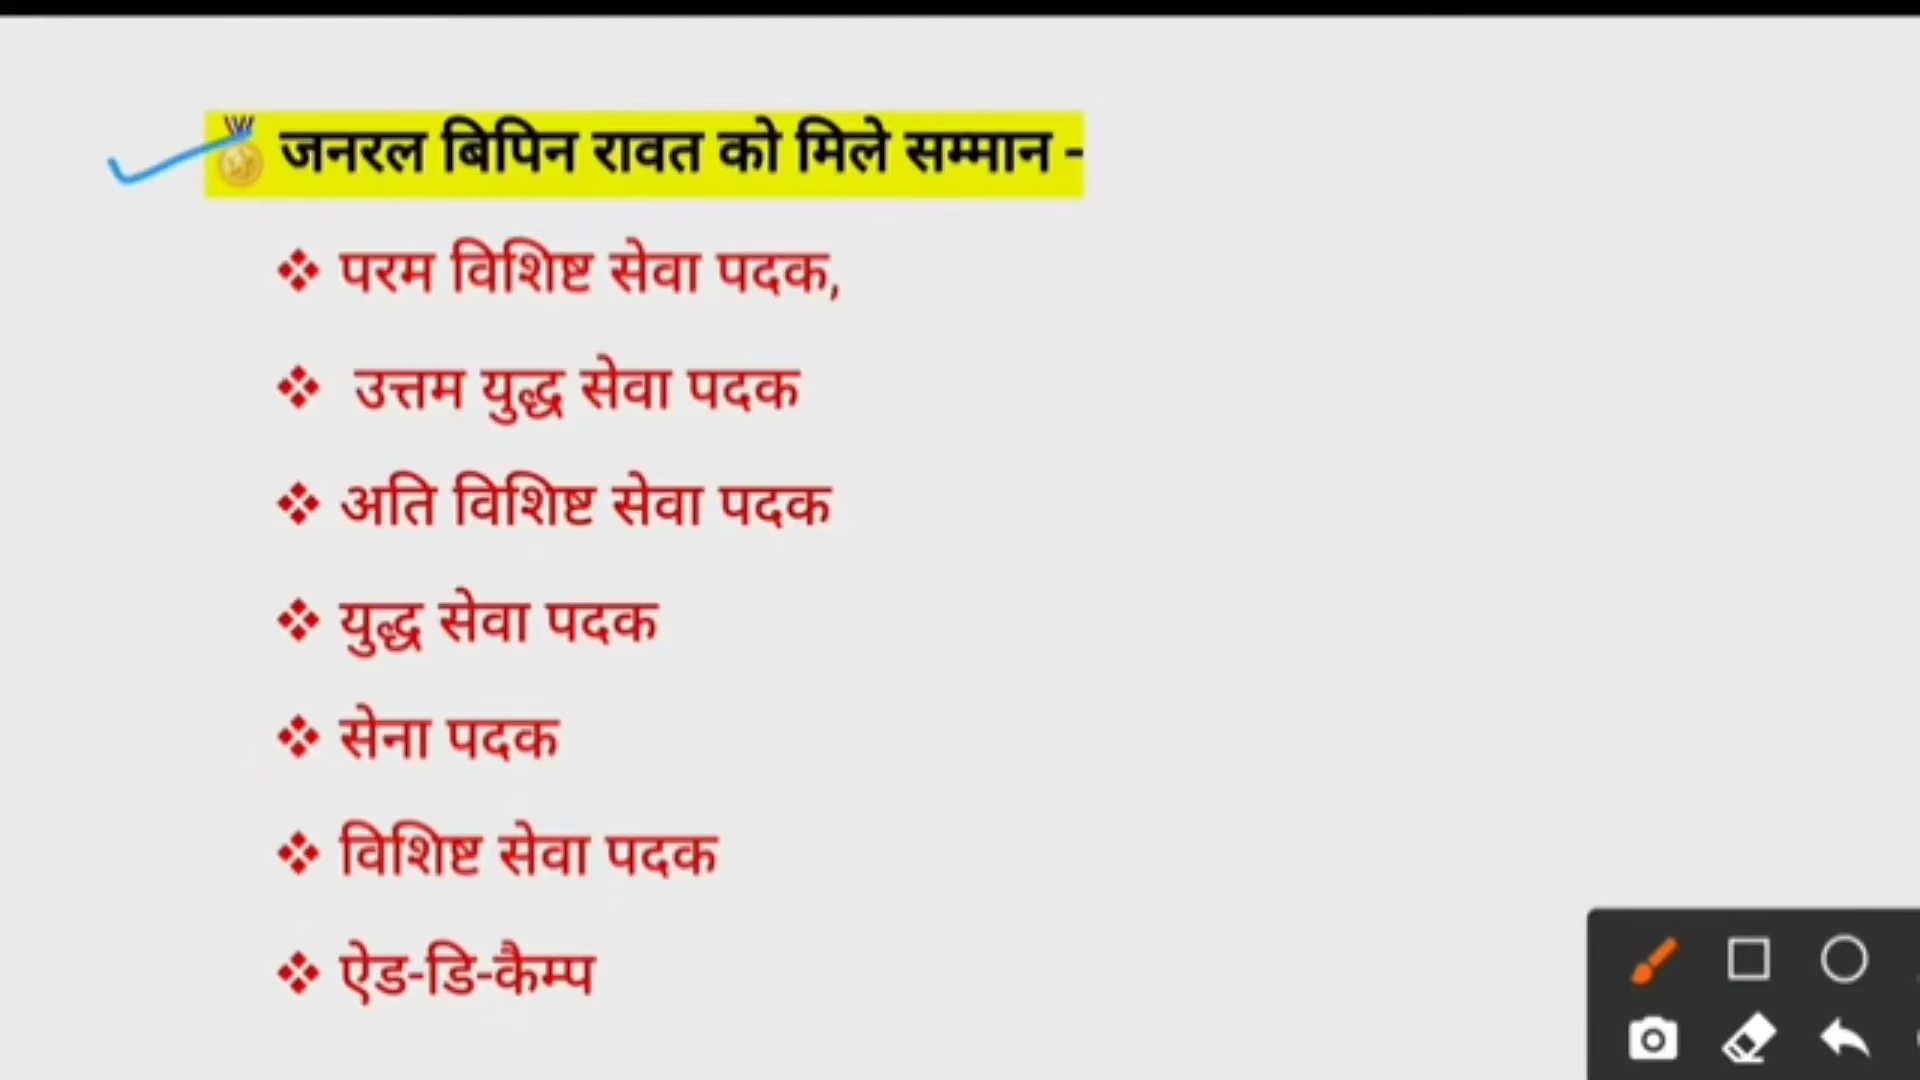 जनरल बिपिन रावत को मिले सम्मान -
परम विशिष्ट सेवा पदक,
उत्तम युद्ध सेवा पदक
अति विशिष्ट सेवा पदक
युद्ध सेवा पदक
सेना पदक
विशिष्ट सेवा पदक
ऐड-डि-कैम्प